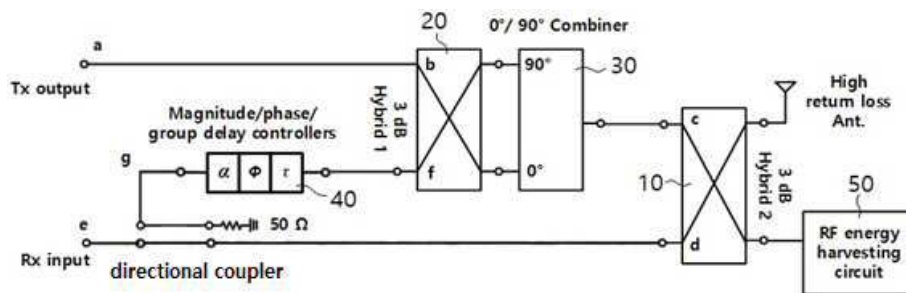 a
Tx output
Magnitude/phase/
group delay controllers
g
α Φ τ
40
50 Ω
e
Rx input
directional coupler
20
b
f
3 dB
Hybrid 1
0°/ 90° Combiner
90°
0°
30
c
d
10
3 dB
Hybrid 2
High
return loss
Ant.
50
RF energy
harvesting
circuit